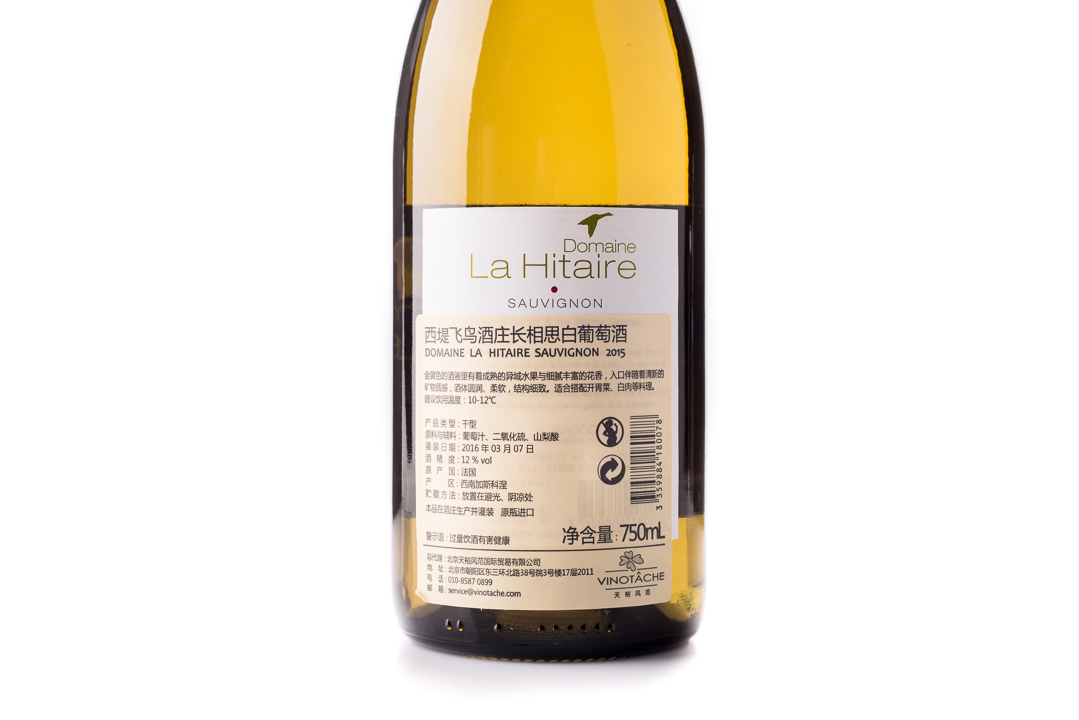 Domaine
La Hitaire
SAUVIGNON
西堤飞鸟酒庄长相思白葡萄酒
DOMAINE LA HITAIRE SAUVIGNON 2015
金黄色的酒液里有着成熟的异域水果与细腻丰富的花香，入口伴随着清新的
矿物质感，酒体圆润、柔软，结构细致。适合搭配开胃菜、白肉等料理。
建议饮用温度：10-12℃
产品类型：干型
原料与辅料：葡萄汁、二氧化硫、山梨酸
灌装日期：2016年03月07日
酒精度：12% vol
原产国：法国
产区：西南加斯科涅
贮藏方法：放置在避光、阴凉处
本品在酒庄生产并灌装 原瓶进口
3 359884 180078
警示语：过量饮酒有害健康
净含量：750mL
总代理：北京天裕风范国际贸易有限公司
地址：北京市朝阳区东三环北路38号院3号楼17层2011
电话：010-8587 0899
邮箱：service@vinotache.com
VINOTÂCHE
天裕风范